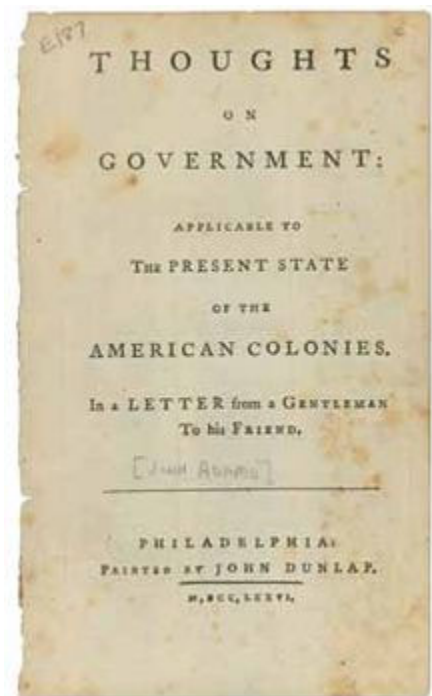 E187
THOUGHTS
ON
GOVERNMENT:
APPLICABLE TO
THE PRESENT STATE
OF THE
AMERICAN COLONIES.
In a LETTER from a GENTLEMAN
To his FRIEND.
[JOHN ADAMS]
PHILADELPHIA:
PRINTED BY JOHN DUNLAP.
M,DCC,LXXVI.